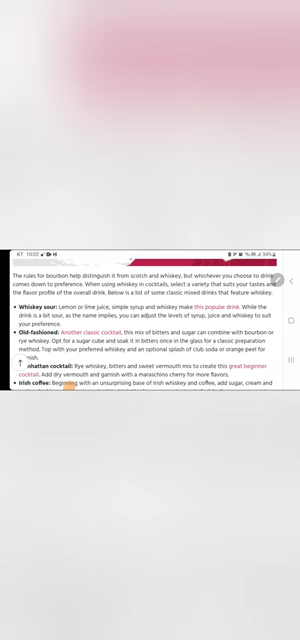 KT 10:02
34%
The rules for bourbon help distinguish it from scotch and whiskey, but whichever you choose to drink
comes down to preference. When using whiskey in cocktails, select a variety that suits your tastes and
the flavor profile of the overall drink. Below is a list of some classic mixed drinks that feature whiskey.
• Whiskey sour: Lemon or lime juice, simple syrup and whiskey make this popular drink. While the
drink is a bit sour, as the name implies, you can adjust the levels of syrup, juice and whiskey to suit
your preference.
• Old-fashioned: Another classic cocktail, this mix of bitters and sugar can combine with bourbon or
rye whiskey. Opt for a sugar cube and soak it in bitters once in the glass for a classic preparation
method. Top with your preferred whiskey and an optional splash of club soda or orange peel for
nish.
nhattan cocktail: Rye whiskey, bitters and sweet vermouth mix to create this great beginner
cocktail. Add dry vermouth and garnish with a maraschino cherry for more flavors.
• Irish coffee: Beginning with an unsurprising base of Irish whiskey and coffee, add sugar, cream and